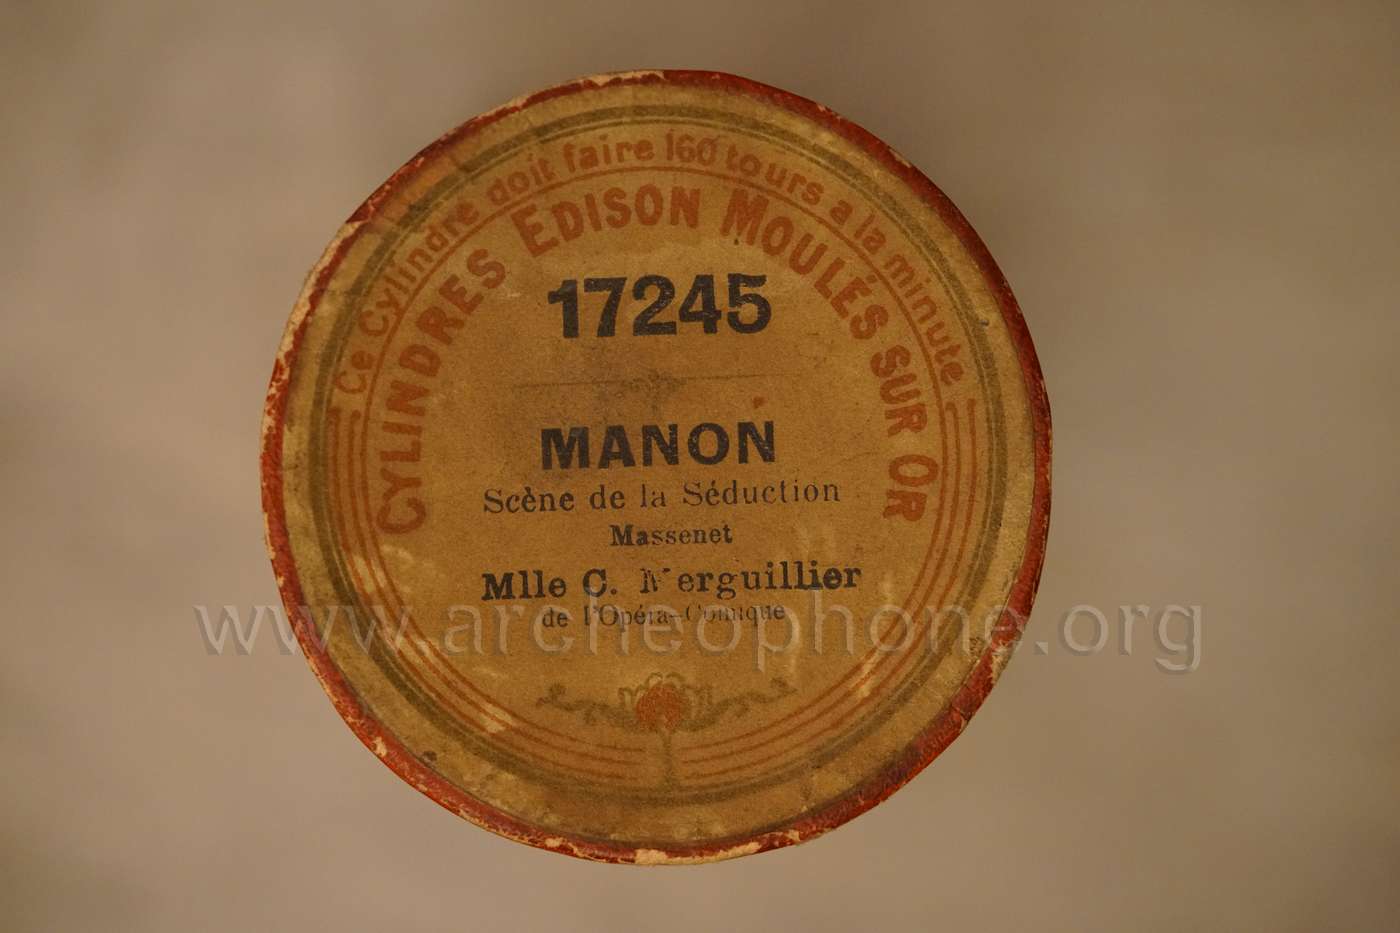 Ce Cylindre doit faire 160 tours a la minute
CYLINDRES EDISON MOULÉS SUR OR
17245
MANON
Scène de la Séduction
Massenet
Mlle C. Merguillier
de l'Opéra-Comique
www.archeophone.org